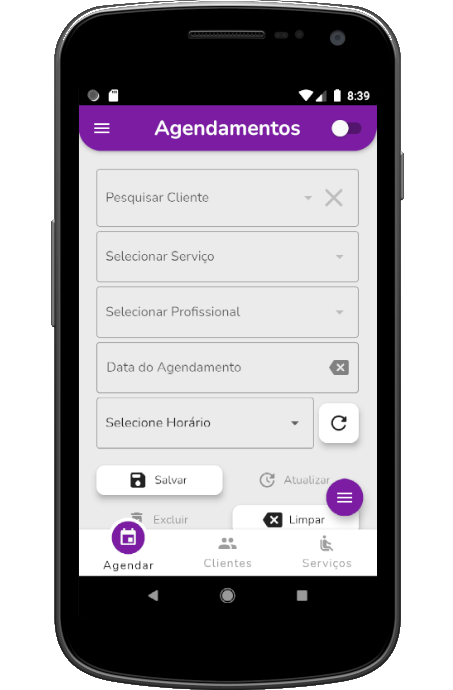 8:39
Agendamentos
Pesquisar Cliente
Selecionar Serviço
Selecionar Profissional
Data do Agendamento
Selecione Horário
Salvar
Atualizar
Excluir
Limpar
Agendar
Clientes
Serviços